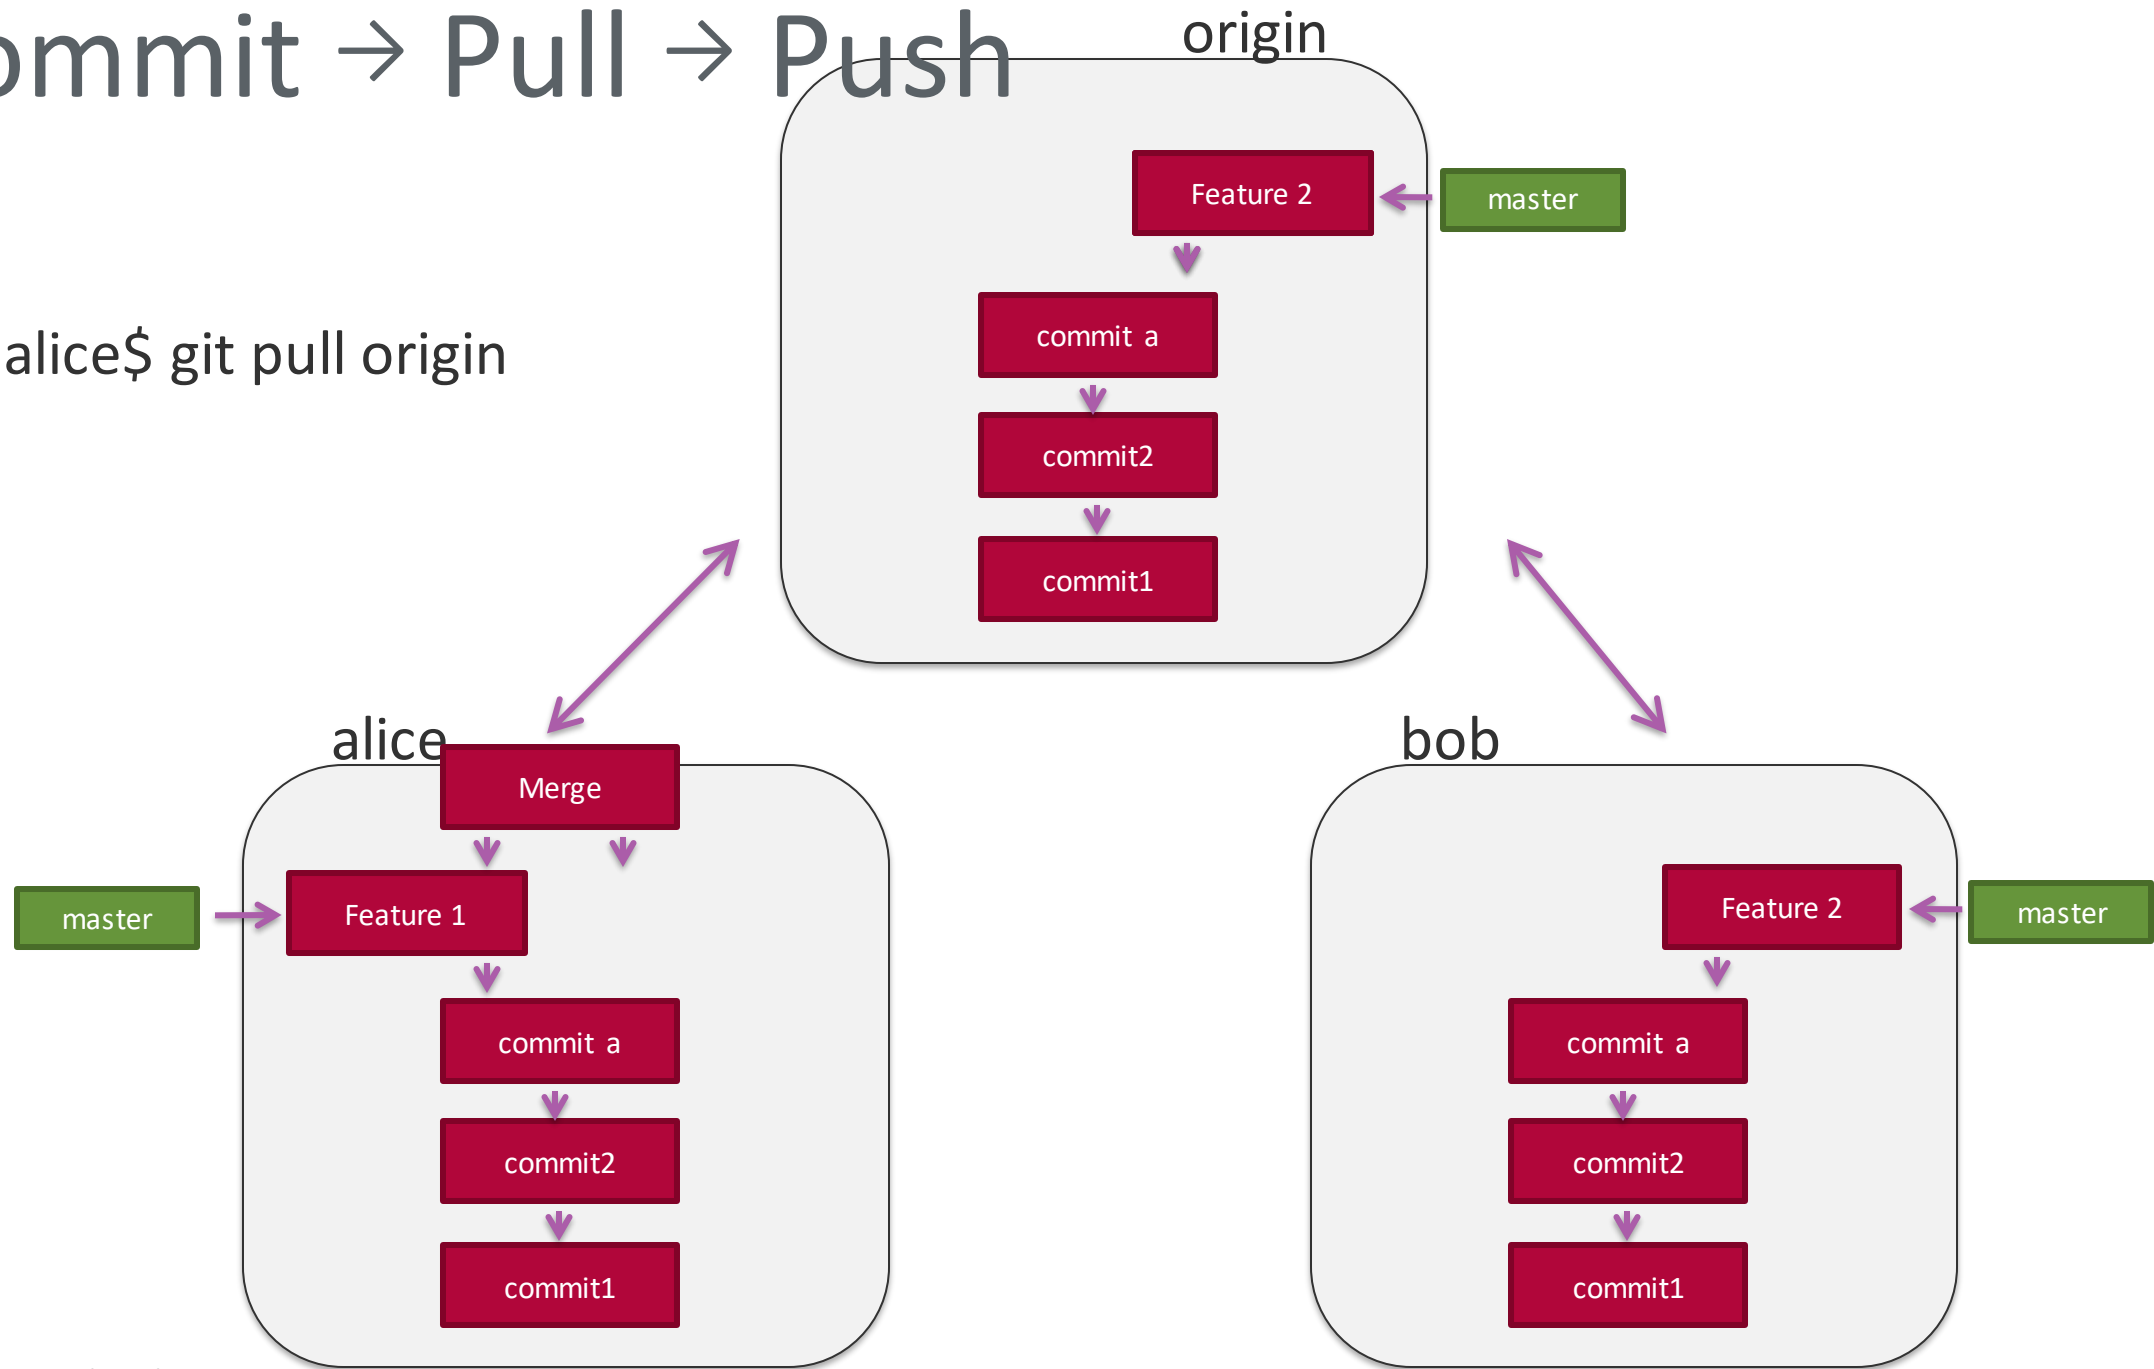 ommit → Pull → Push
origin
Feature 2
master
commit a
alice$ git pull origin
commit2
commit1
alice
Merge
master
Feature 1
commit a
commit2
commit1
bob
Feature 2
master
commit a
commit2
commit1